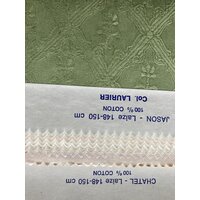 JASON - Laize 148-150 cm
100% COTON
Col. LAURIER
CHATEL - Laize 148-150 cm
100% COTON